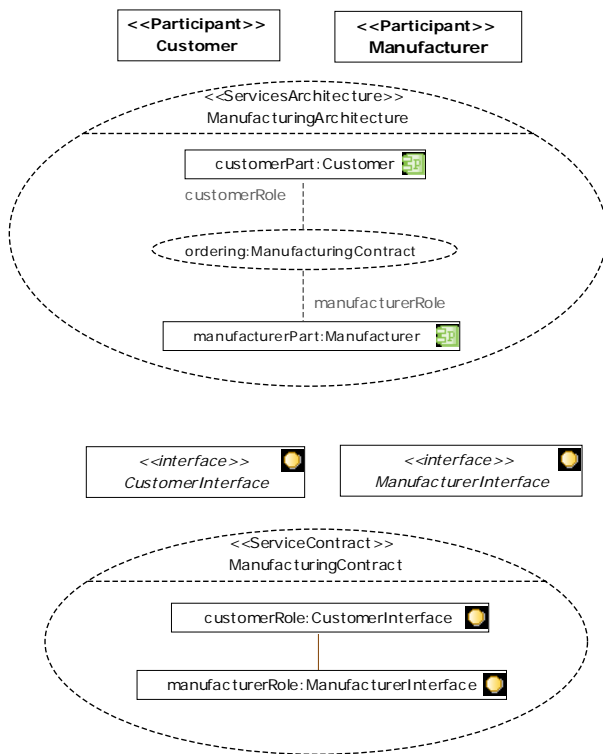 <<Participant>>
Customer
<<Participant>>
Manufacturer
<<ServicesArchitecture>>
ManufacturingArchitecture
customerPart:Customer
customerRole
ordering:ManufacturingContract
manufacturerRole
manufacturerPart:Manufacturer
<<interface>>
CustomerInterface
<<interface>>
ManufacturerInterface
<<ServiceContract>>
ManufacturingContract
customerRole:CustomerInterface
manufacturerRole:ManufacturerInterface